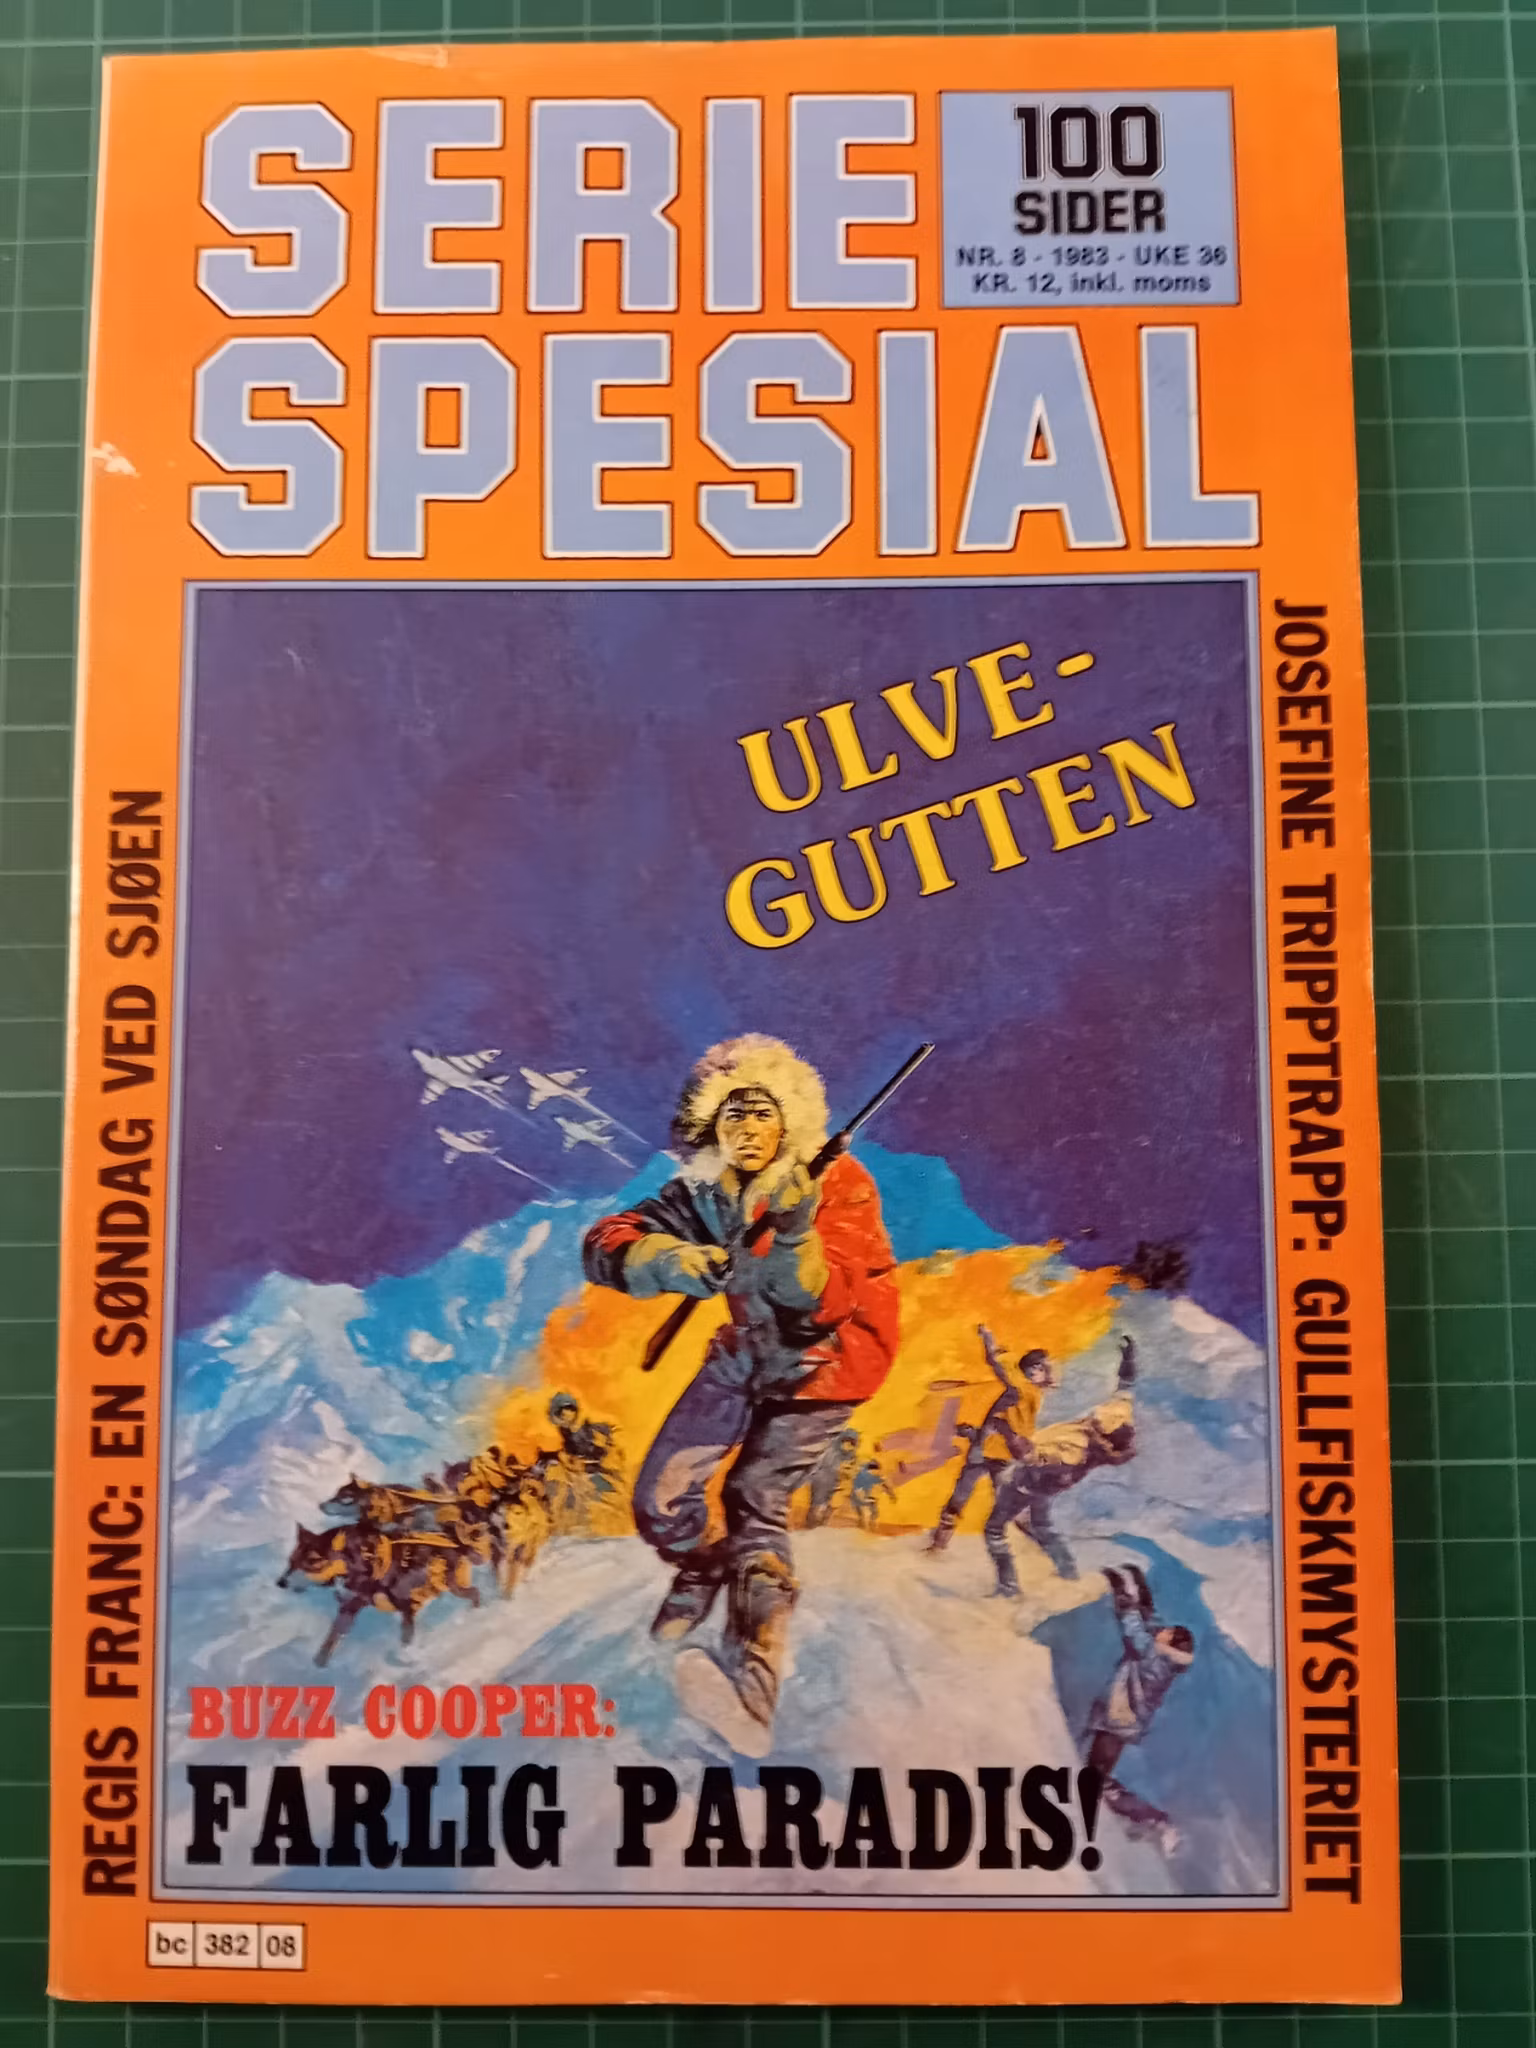 SERIE
SPESIAL
100
SIDER
NR. 8 - 1983 - UKE 36
KR. 12, inkl. moms
ULVE-
GUTTEN
REGIS FRANC: EN SØNDAG VED SJØEN
JOSEFINE TRIPPTRAPP: GULLFISKMYSTERIET
BUZZ COOPER:
FARLIG PARADIS!
bc 382 08